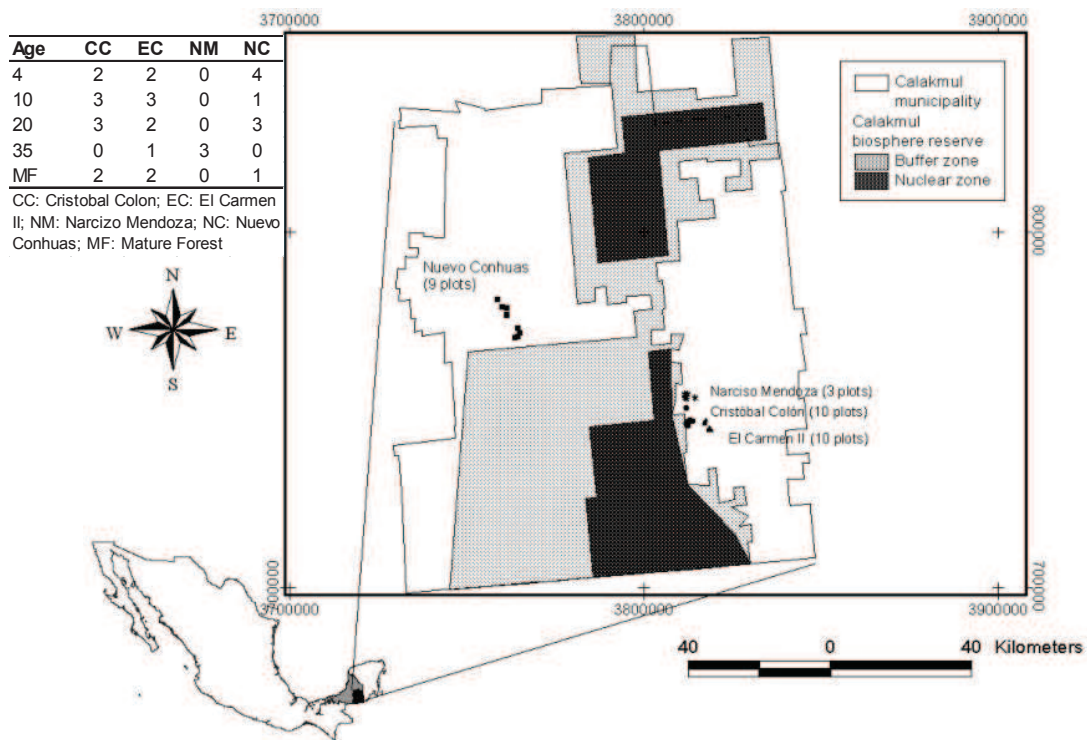 Age CC EC NM NC
4 2 2 0 4
10 3 3 0 1
20 3 2 0 3
35 0 1 3 0
MF 2 2 0 1
CC: Cristobal Colon; EC: El Carmen
II; NM: Narcizo Mendoza; NC: Nuevo
Conhuas; MF: Mature Forest
3700000 3800000 3900000
Calakmul
municipality
Calakmul
biosphere reserve
Buffer zone
Nuclear zone
800000
800000
Nuevo Conhuas
(9 plots)
N
W E
S
Narciso Mendoza (3 plots)
Cristóbal Colón (10 plots)
El Carmen II (10 plots)
700000
700000
3700000 3800000 3900000
40 0 40 Kilometers